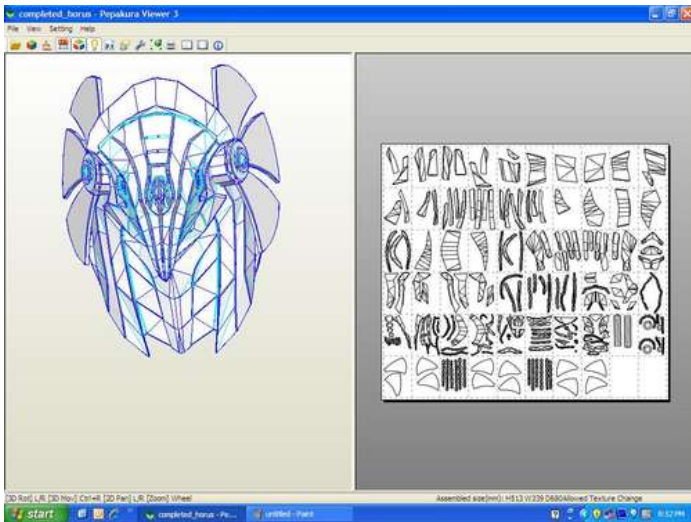 completed_horus - Pepakura Viewer 3
File View Setting Help
[3D Rot] L/R [3D Mov] Ctrl+R [2D Pan] L/R [Zoom] Wheel
Assembled size(mm): H513 W339 D680Allowed Texture Change
start
completed_horus - Pe...
untitled - Paint
8:32 PM